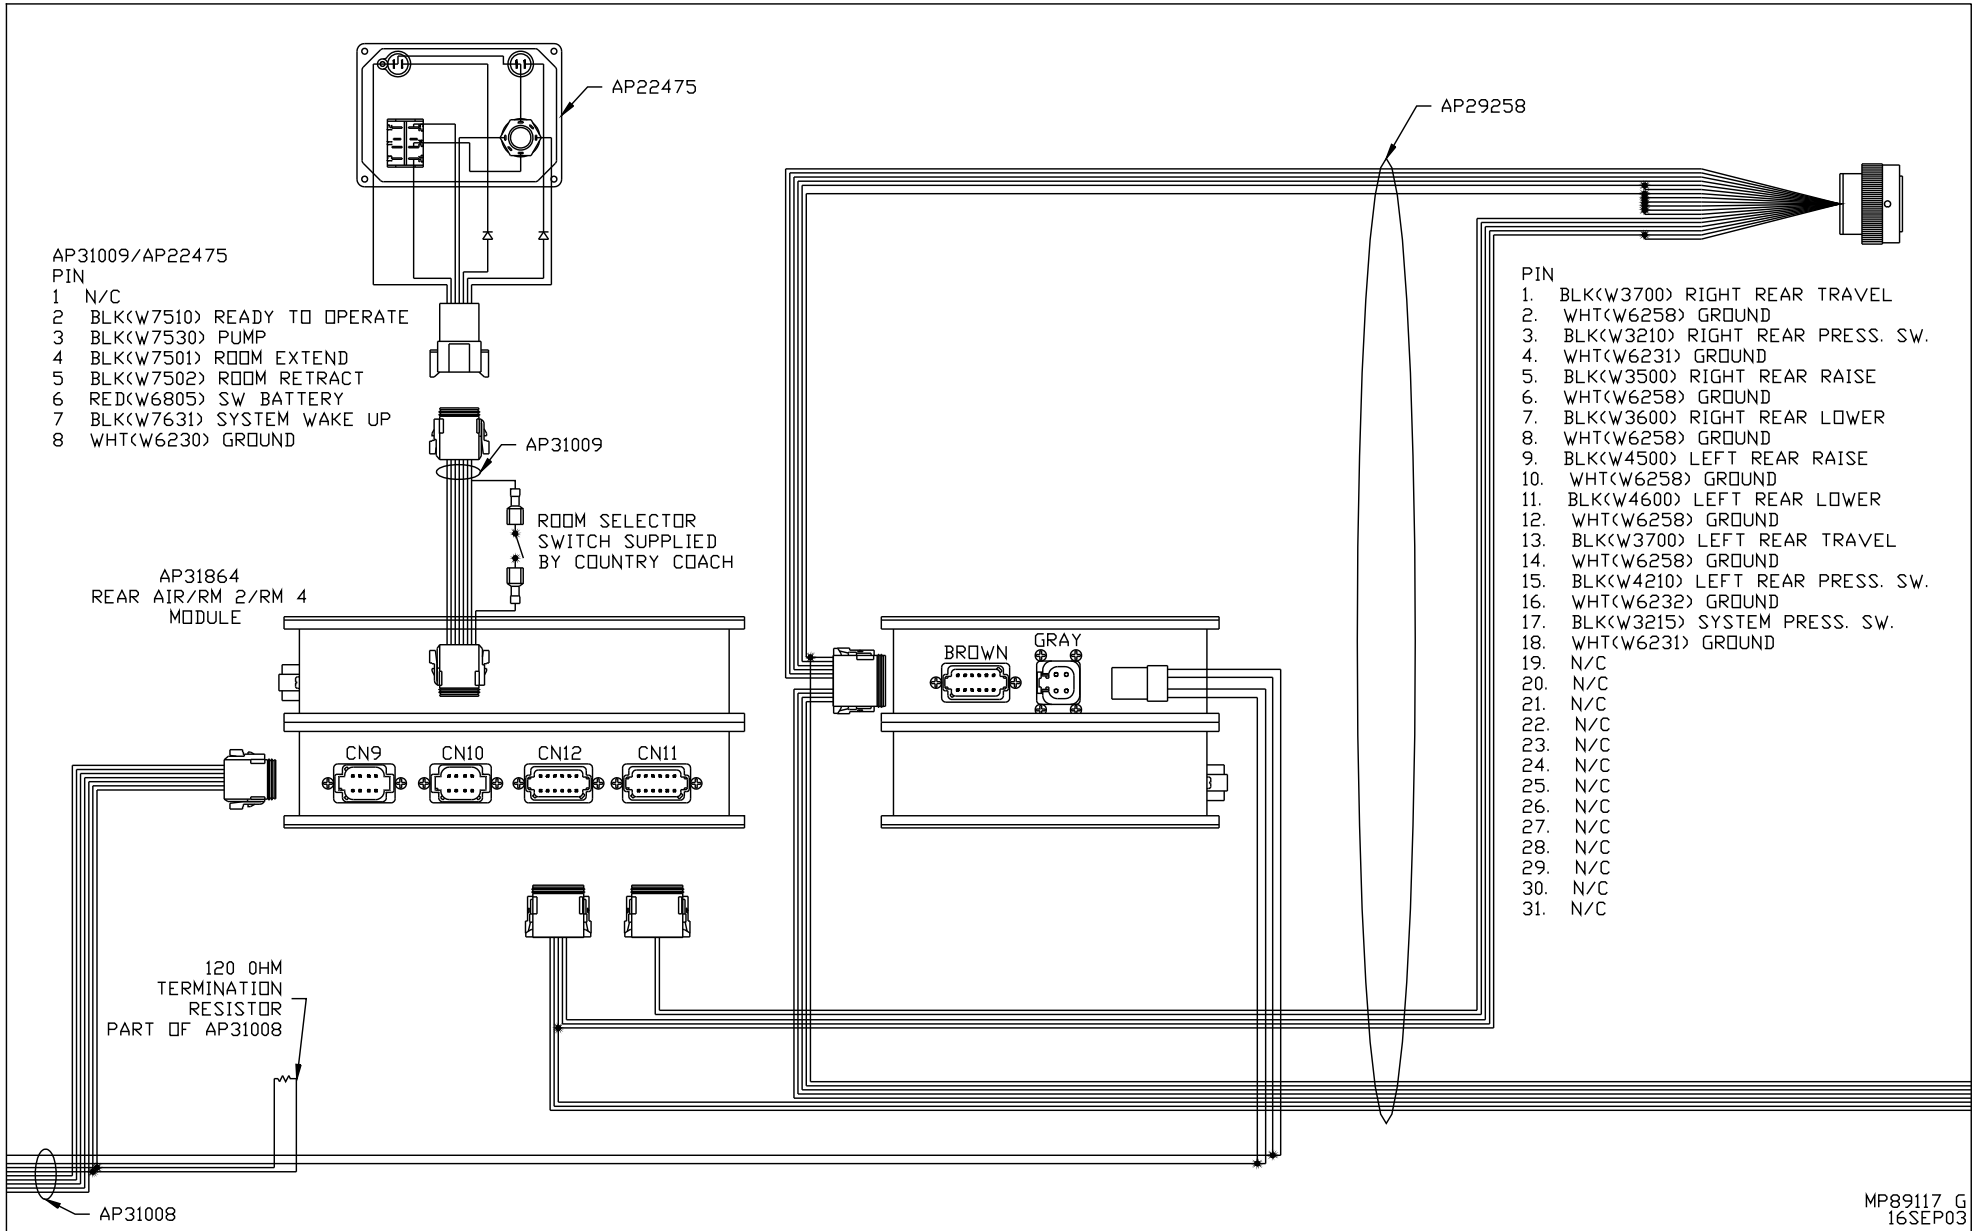 AP22475
AP29258
AP31009/AP22475
PIN
1 N/C
2 BLK(W7510) READY TO OPERATE
3 BLK(W7530) PUMP
4 BLK(W7501) ROOM EXTEND
5 BLK(W7502) ROOM RETRACT
6 RED(W6805) SW BATTERY
7 BLK(W7631) SYSTEM WAKE UP
8 WHT(W6230) GROUND
AP31009
ROOM SELECTOR
SWITCH SUPPLIED
BY COUNTRY COACH
AP31864
REAR AIR/RM 2/RM 4
MODULE
CN9
CN10
CN12
CN11
BROWN
GRAY
PIN
1. BLK(W3700) RIGHT REAR TRAVEL
2. WHT(W6258) GROUND
3. BLK(W3210) RIGHT REAR PRESS. SW.
4. WHT(W6231) GROUND
5. BLK(W3500) RIGHT REAR RAISE
6. WHT(W6258) GROUND
7. BLK(W3600) RIGHT REAR LOWER
8. WHT(W6258) GROUND
9. BLK(W4500) LEFT REAR RAISE
10. WHT(W6258) GROUND
11. BLK(W4600) LEFT REAR LOWER
12. WHT(W6258) GROUND
13. BLK(W3700) LEFT REAR TRAVEL
14. WHT(W6258) GROUND
15. BLK(W4210) LEFT REAR PRESS. SW.
16. WHT(W6232) GROUND
17. BLK(W3215) SYSTEM PRESS. SW.
18. WHT(W6231) GROUND
19. N/C
20. N/C
21. N/C
22. N/C
23. N/C
24. N/C
25. N/C
26. N/C
27. N/C
28. N/C
29. N/C
30. N/C
31. N/C
120 OHM
TERMINATION
RESISTOR
PART OF AP31008
AP31008
MP89117 G
16SEP03